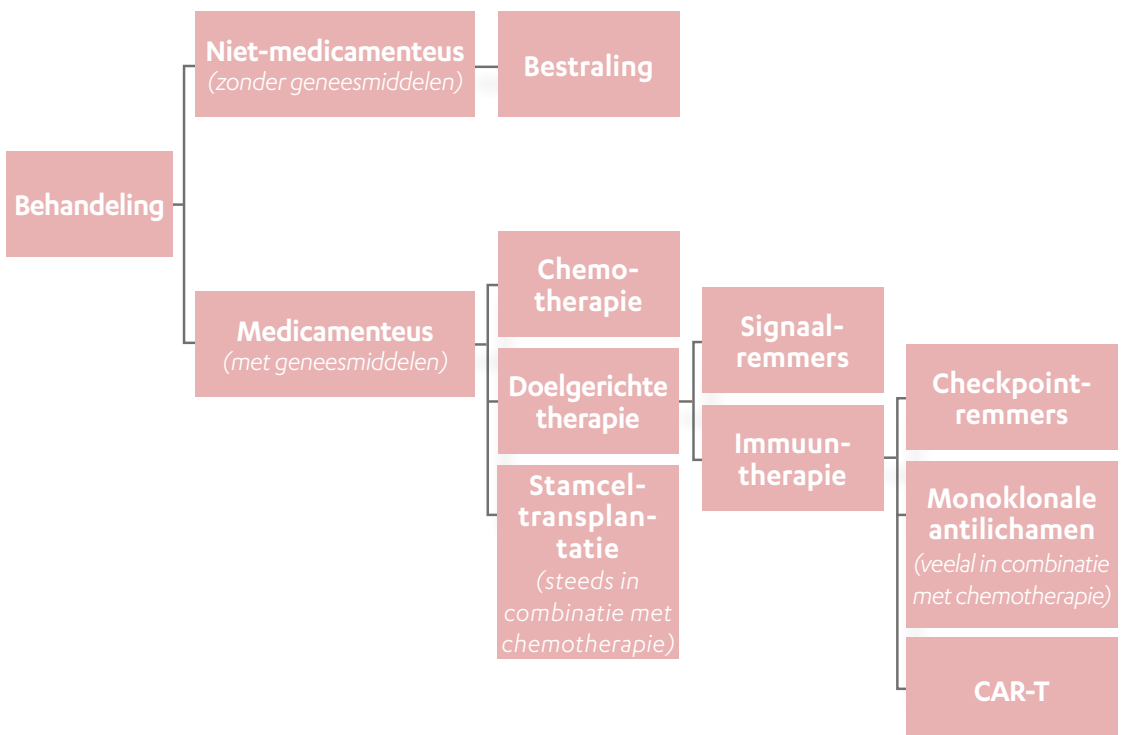 Niet-medicamenteus
(zonder geneesmiddelen)
Bestraling
Behandeling
Medicamenteus
(met geneesmiddelen)
Chemo-
therapie
Doelgerichte
therapie
Stamcel-
transplan-
tatie
(steeds in
combinatie met
chemotherapie)
Signaal-
remmers
Immuun-
therapie
Checkpoint-
remmers
Monoklonale
antilichamen
(veelal in combinatie
met chemotherapie)
CAR-T